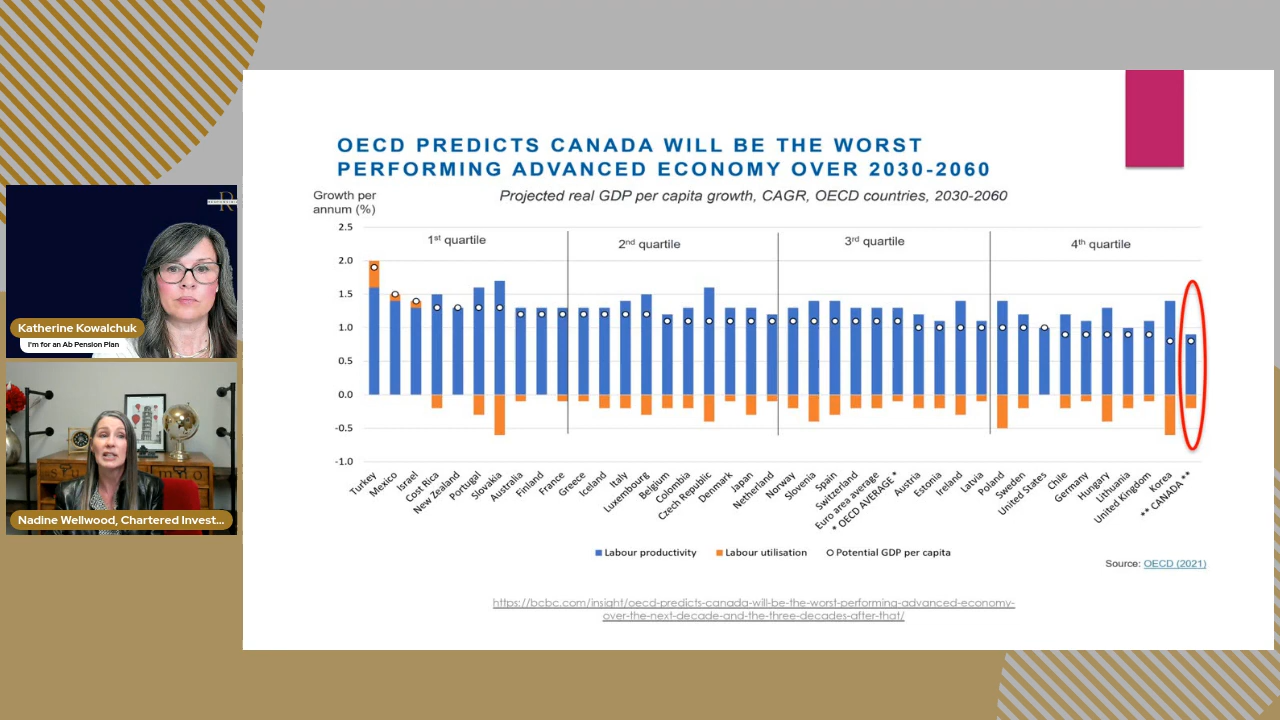 OECD PREDICTS CANADA WILL BE THE WORST
PERFORMING ADVANCED ECONOMY OVER 2030-2060
Growth per
annum (%)
Projected real GDP per capita growth, CAGR, OECD countries, 2030-2060
2.5
2.0
1.5
1.0
0.5
0.0
-0.5
-1.0
1st quartile
2nd quartile
3rd quartile
4th quartile
Turkey
Mexico
Israel
Cost Rica
New Zealand
Portugal
Slovakia
Australia
Finland
France
Greece
Iceland
Italy
Luxembourg
Belgium
Colombia
Czech Republic
Denmark
Japan
Netherland
Norway
Slovenia
Spain
Switzerland
Euro area average
* OECD AVERAGE *
Austria
Estonia
Ireland
Latvia
Poland
Sweden
United States
Chile
Germany
Hungary
Lithuania
United Kingdom
Korea
** CANADA **
Labour productivity
Labour utilisation
Potential GDP per capita
Source: OECD (2021)
https://bcbc.com/insight/oecd-predicts-canada-will-be-the-worst-performing-advanced-economy-
over-the-next-decade-and-the-three-decades-after-that/
Katherine Kowalchuk
I'm for an Ab Pension Plan
Nadine Wellwood, Chartered Invest...